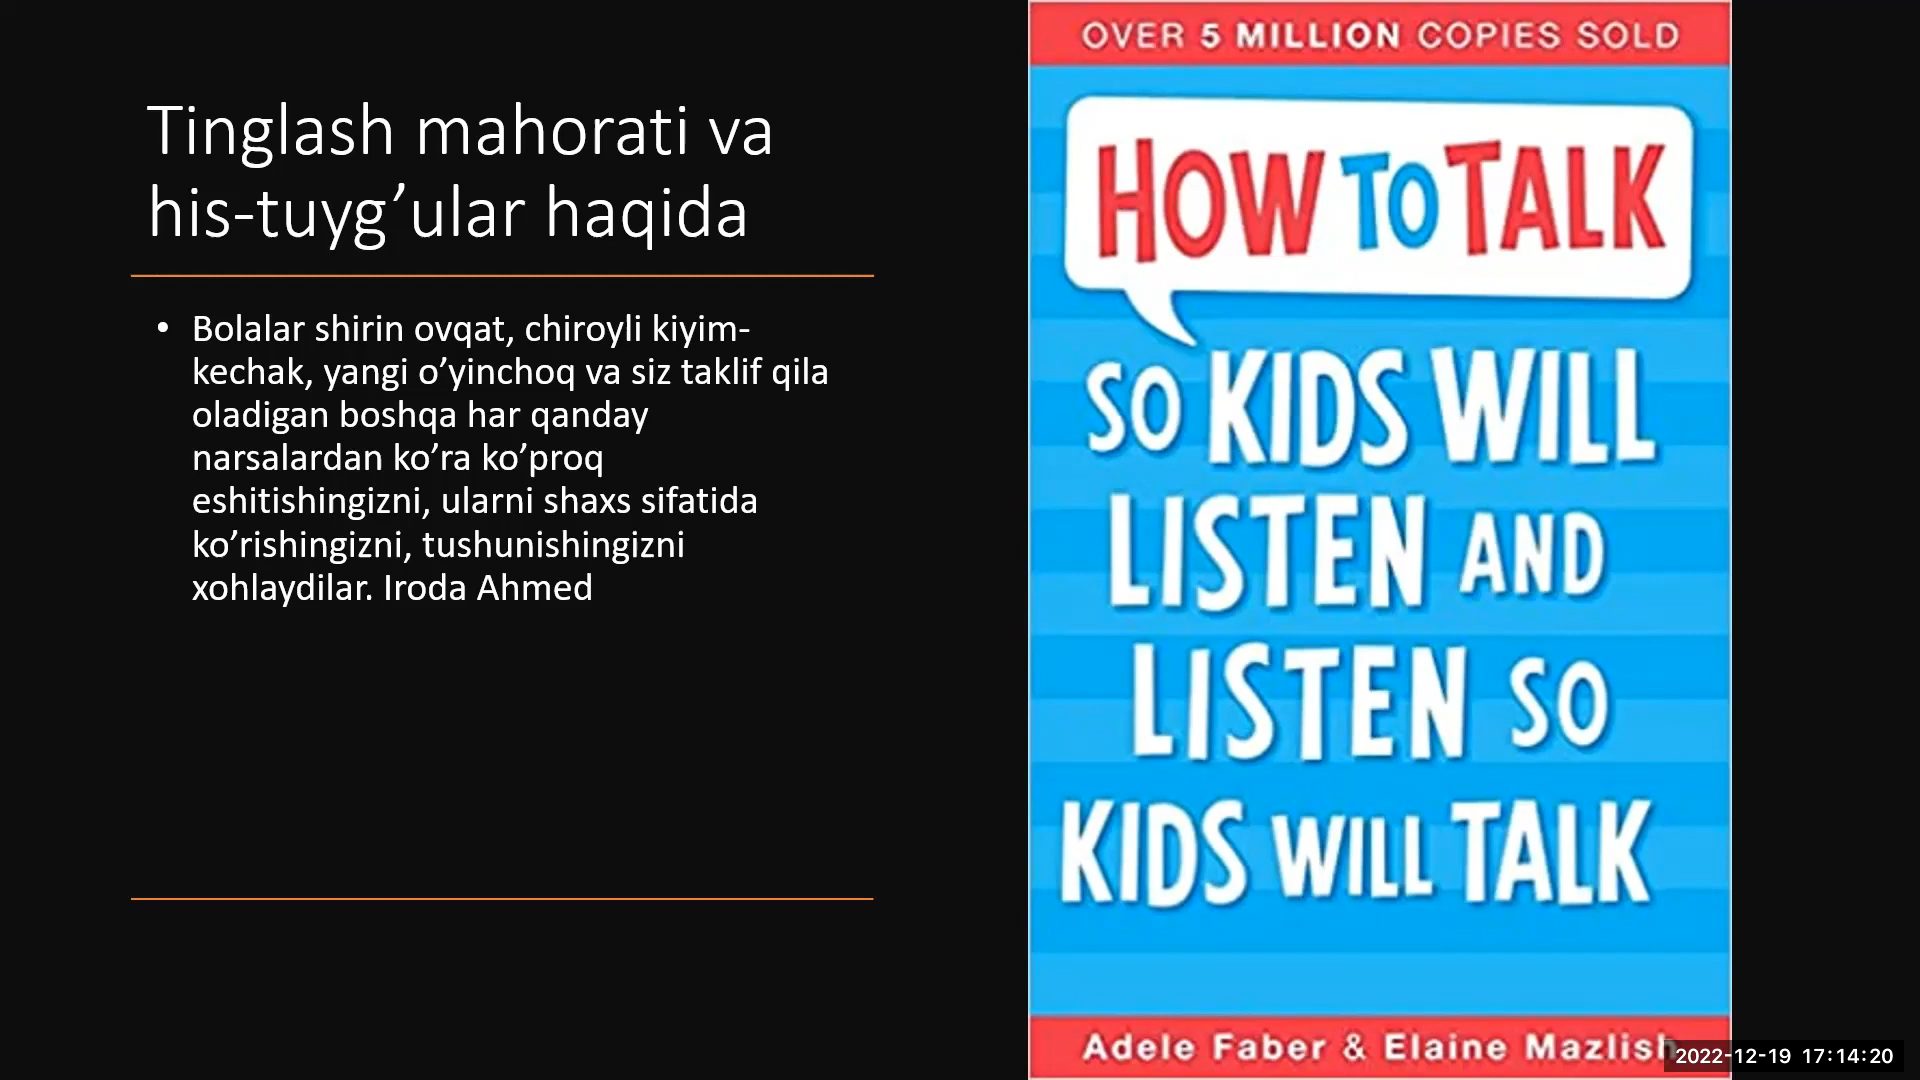 Tinglash mahorati va
his-tuyg’ular haqida
• Bolalar shirin ovqat, chiroyli kiyim-
kechak, yangi o’yinchoq va siz taklif qila
oladigan boshqa har qanday
narsalardan ko’ra ko’proq
eshitishingizni, ularni shaxs sifatida
ko’rishingizni, tushunishingizni
xohlaydilar. Iroda Ahmed
OVER 5 MILLION COPIES SOLD
HOW TO TALK
SO KIDS WILL
LISTEN AND
LISTEN SO
KIDS WILL TALK
Adele Faber & Elaine Mazlish
2022-12-19 17:14:20